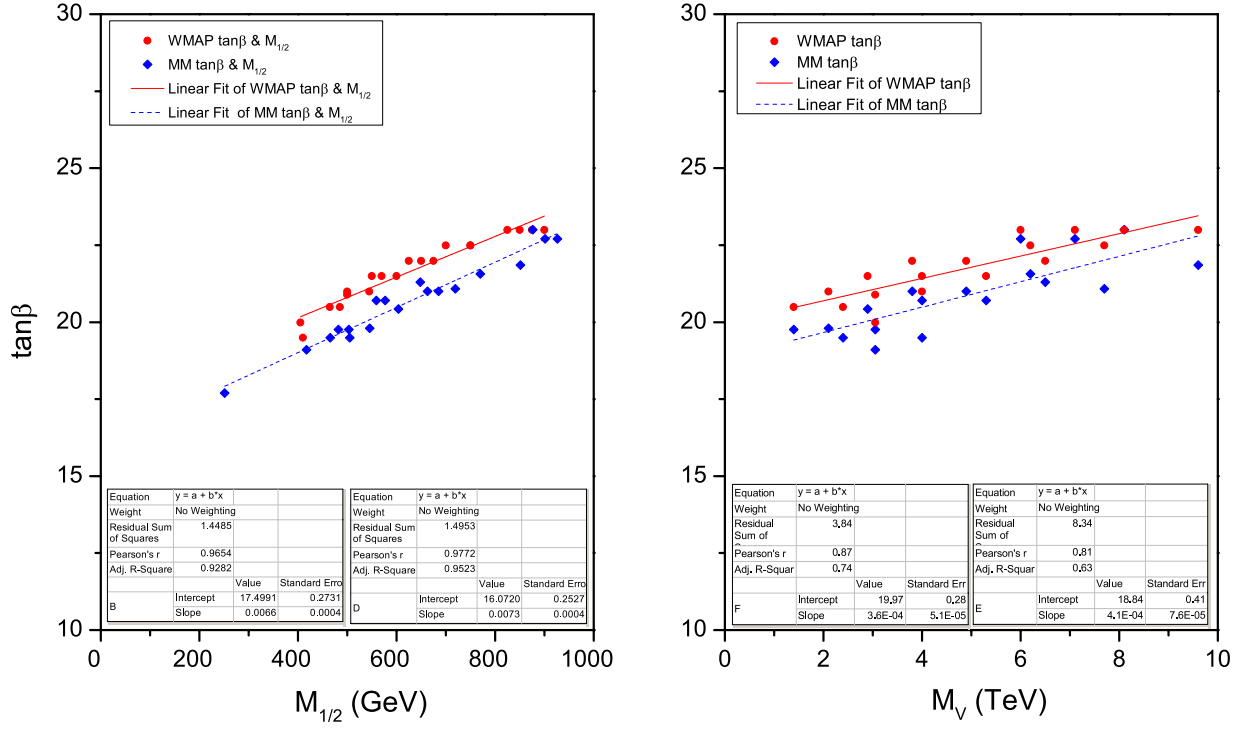 30
25
20
15
10
tanβ
WMAP tanβ & M1/2
MM tanβ & M1/2
Linear Fit of WMAP tanβ & M1/2
Linear Fit of MM tanβ & M1/2
Equation y = a + b*x
Weight No Weighting
Residual Sum 1.4485
of Squares
Pearson's r 0.9654
Adj. R-Square 0.9282
Value Standard Erro
B Intercept 17.4991 0.2731
Slope 0.0066 0.0004
Equation y = a + b*x
Weight No Weighting
Residual Sum 1.4953
of Squares
Pearson's r 0.9772
Adj. R-Square 0.9523
Value Standard Erro
D Intercept 16.0720 0.2527
Slope 0.0073 0.0004
0 200 400 600 800 1000
M1/2 (GeV)
30
25
20
15
10
WMAP tanβ
MM tanβ
Linear Fit of WMAP tanβ
Linear Fit of MM tanβ
Equation y = a + b*x
Weight No Weighting
Residual 3.84
Sum of
Pearson's r 0.87
Adj. R-Squar 0.74
Value Standard Err
F Intercept 19.97 0.28
Slope 3.6E-04 5.1E-05
Equation y = a + b*x
Weight No Weighting
Residual 8.34
Sum of
Pearson's r 0.81
Adj. R-Squar 0.63
Value Standard Err
E Intercept 18.84 0.41
Slope 4.1E-04 7.6E-05
0 2 4 6 8 10
MV (TeV)